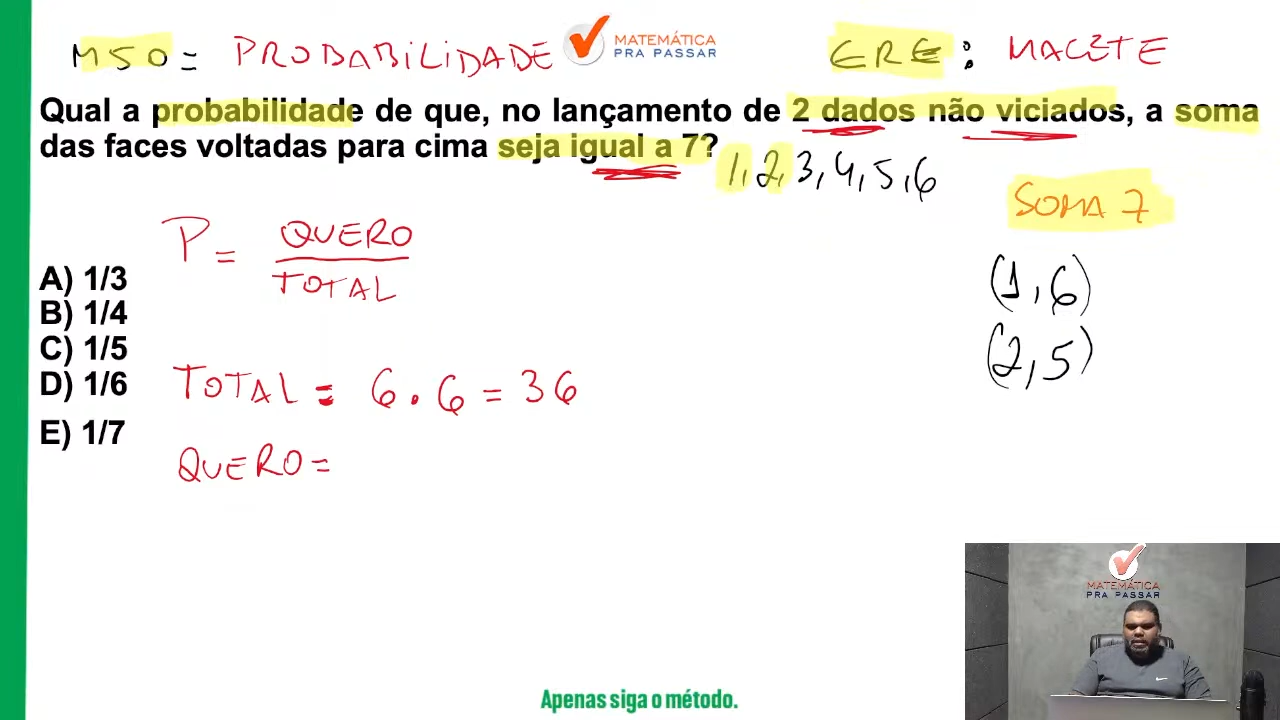 MSO = PROBABILIDADE
MATEMÁTICA
PRA PASSAR
ERE : MACETE
Qual a probabilidade de que, no lançamento de 2 dados não viciados, a soma
das faces voltadas para cima seja igual a 7?
1, 2, 3, 4, 5, 6
SOMA 7
P = QUERO
TOTAL
(1, 6)
(2, 5)
A) 1/3
B) 1/4
C) 1/5
D) 1/6
E) 1/7
TOTAL = 6 . 6 = 36
QUERO =
MATEMÁTICA
PRA PASSAR
Apenas siga o método.